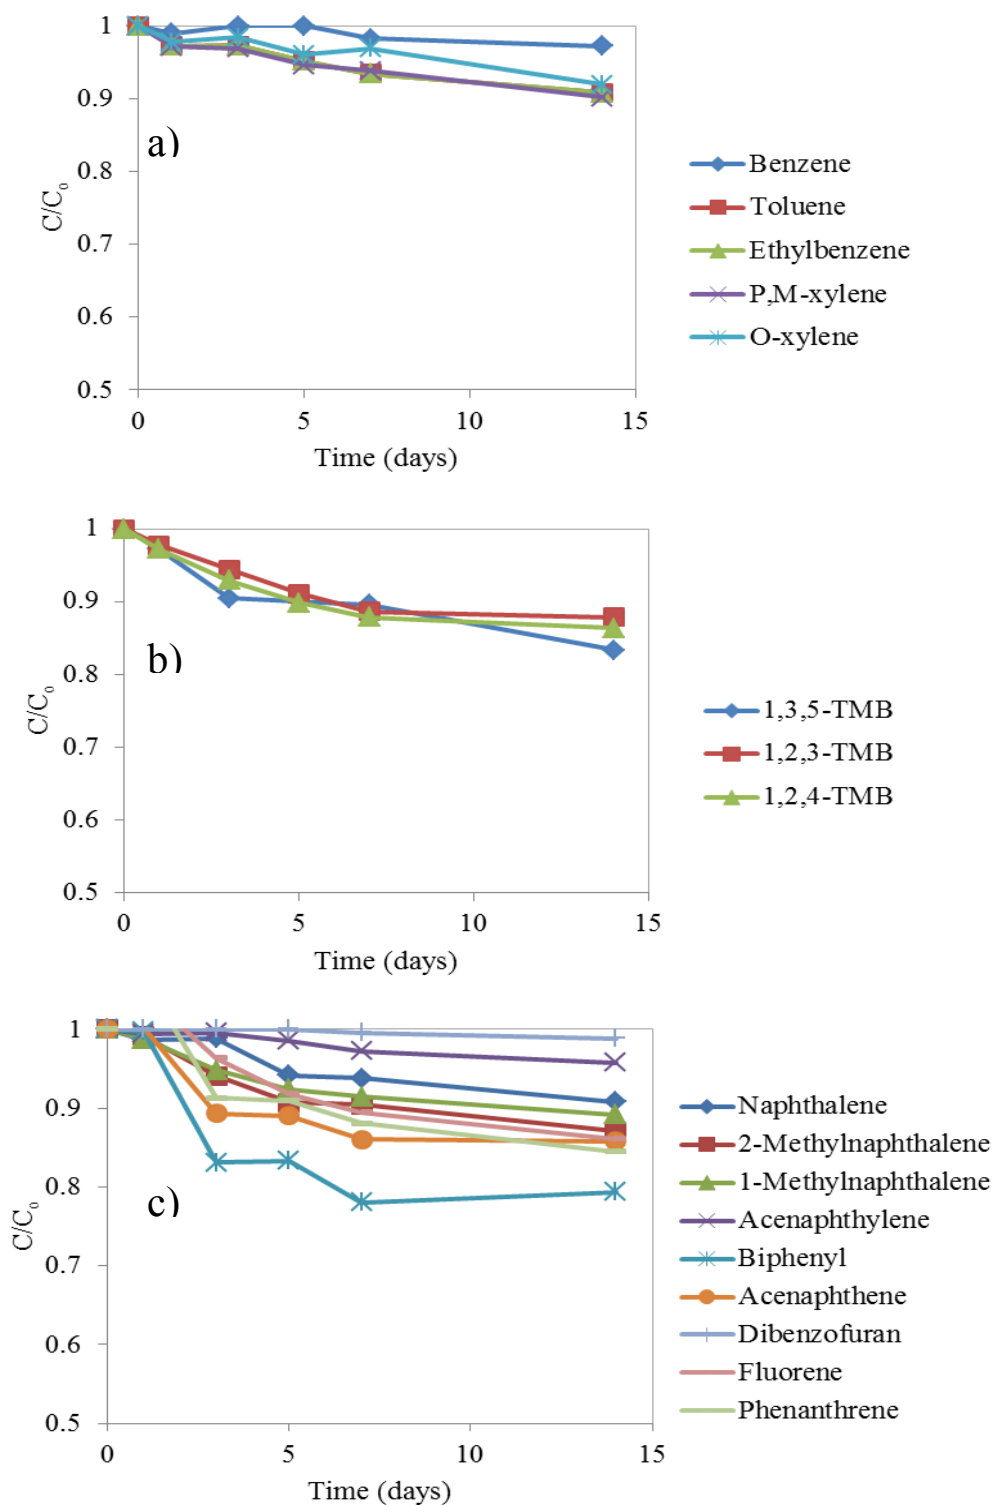 1
0.9
0.8
0.7
0.6
0.5
C/C₀
a)
0 5 10 15
Time (days)
Benzene
Toluene
Ethylbenzene
P,M-xylene
O-xylene
1
0.9
0.8
0.7
0.6
0.5
C/C₀
b)
0 5 10 15
Time (days)
1,3,5-TMB
1,2,3-TMB
1,2,4-TMB
1
0.9
0.8
0.7
0.6
0.5
C/C₀
c)
0 5 10 15
Time (days)
Naphthalene
2-Methylnaphthalene
1-Methylnaphthalene
Acenaphthylene
Biphenyl
Acenaphthene
Dibenzofuran
Fluorene
Phenanthrene